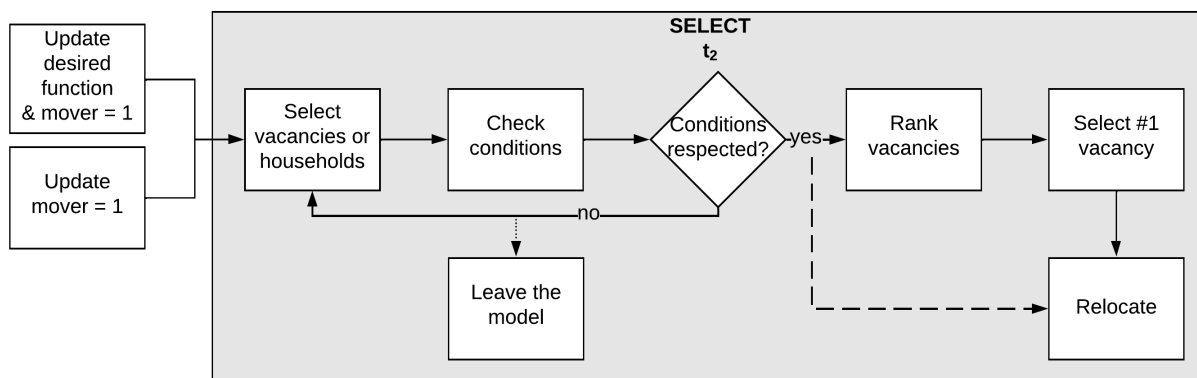 SELECT
t₂
Update
desired
function
& mover = 1
Update
mover = 1
Select
vacancies or
households
Check
conditions
Conditions
respected?
yes
Rank
vacancies
Select #1
vacancy
no
Leave the
model
Relocate